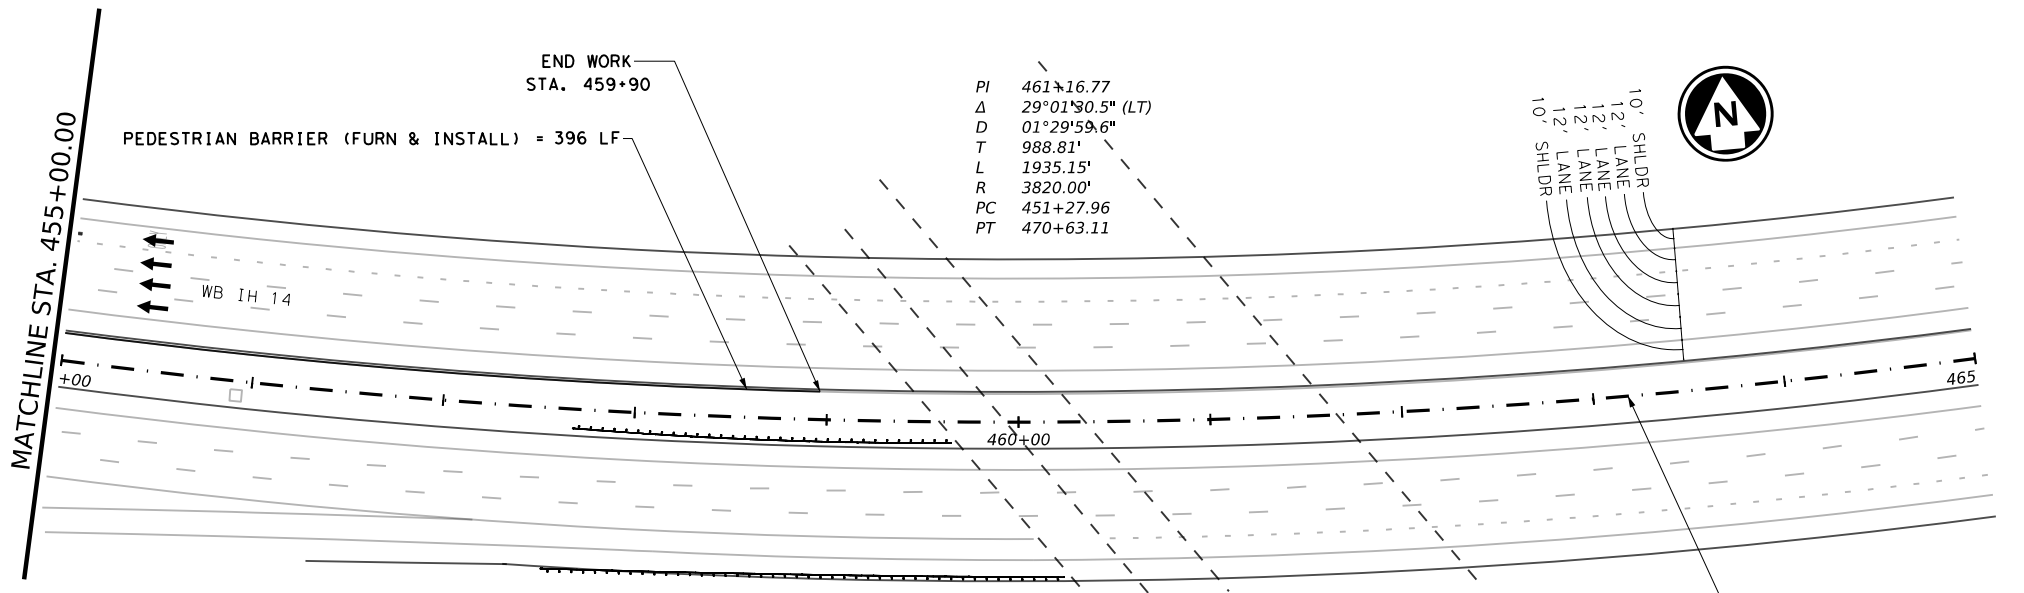 MATCHLINE STA. 455+00.00
END WORK
STA. 459+90
PEDESTRIAN BARRIER (FURN & INSTALL) = 396 LF
PI 461+16.77
Δ 29°01'30.5" (LT)
D 01°29'59.6"
T 988.81'
L 1935.15'
R 3820.00'
PC 451+27.96
PT 470+63.11
10' SHLDR
12' LANE
12' LANE
12' LANE
12' LANE
10' SHLDR
N
WB IH 14
+00
460+00
465